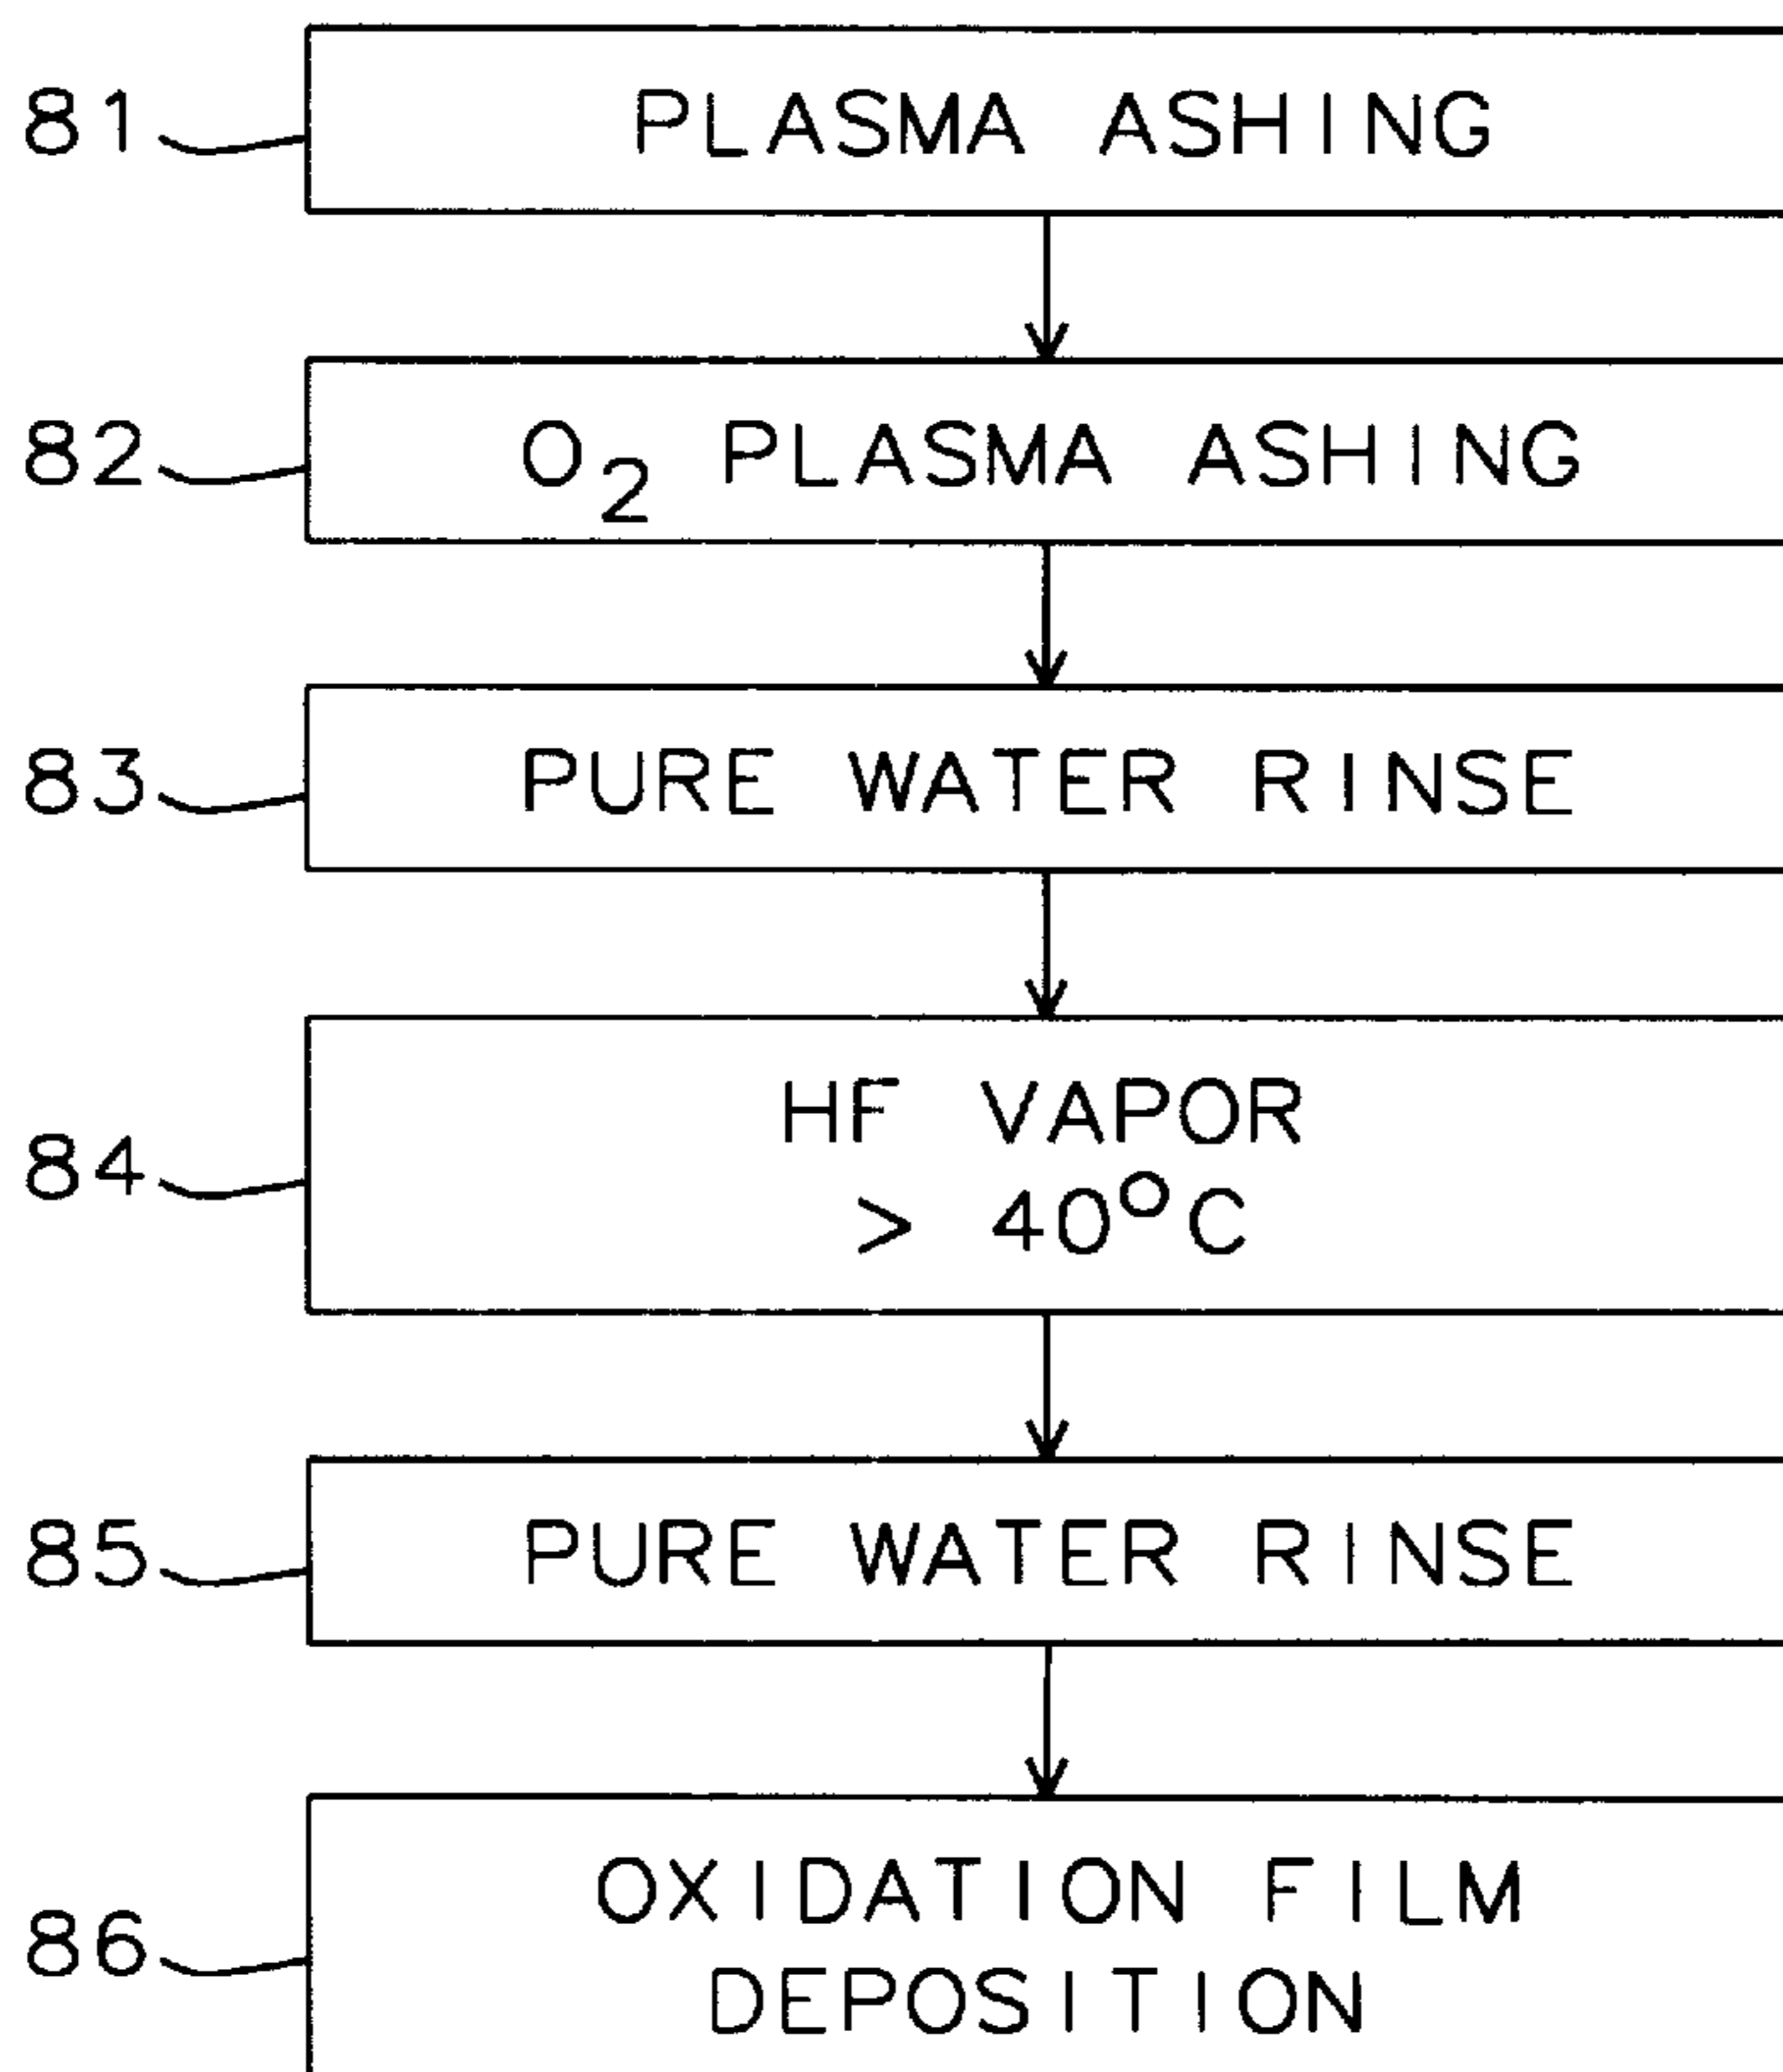 81 PLASMA ASHING
82 O₂ PLASMA ASHING
83 PURE WATER RINSE
84 HF VAPOR
> 40°C
85 PURE WATER RINSE
86 OXIDATION FILM
DEPOSITION